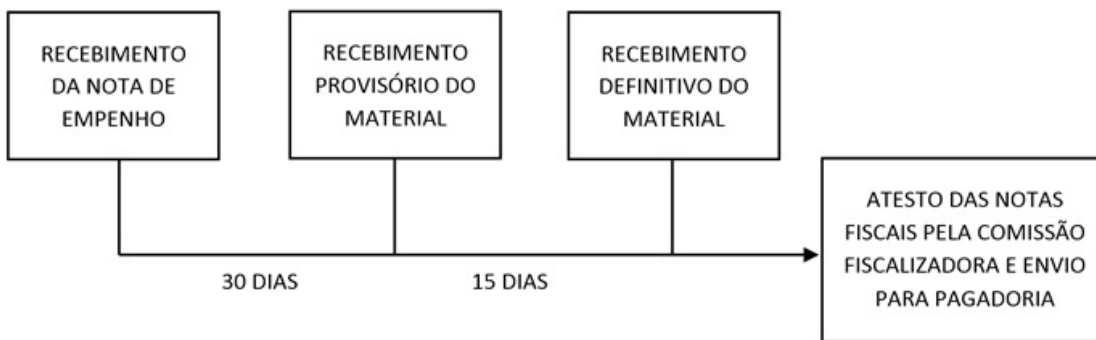 RECEBIMENTO
DA NOTA DE
EMPENHO
RECEBIMENTO
PROVISÓRIO DO
MATERIAL
RECEBIMENTO
DEFINITIVO DO
MATERIAL
ATESTO DAS NOTAS
FISCAIS PELA COMISSÃO
FISCALIZADORA E ENVIO
PARA PAGADORIA
30 DIAS
15 DIAS